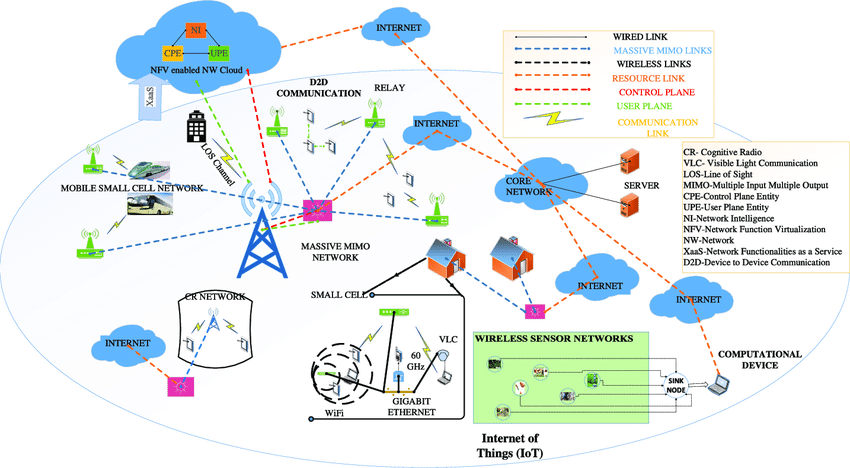 NI
CPE
UPE
NFV enabled NW Cloud
XaaS
INTERNET
WIRED LINK
MASSIVE MIMO LINKS
WIRELESS LINKS
RESOURCE LINK
CONTROL PLANE
USER PLANE
COMMUNICATION
LINK
D2D
COMMUNICATION
RELAY
INTERNET
LOS Channel
MOBILE SMALL CELL NETWORK
MASSIVE MIMO
NETWORK
CORE
NETWORK
SERVER
CR- Cognitive Radio
VLC- Visible Light Communication
LOS-Line of Sight
MIMO-Multiple Input Multiple Output
CPE-Control Plane Entity
UPE-User Plane Entity
NI-Network Intelligence
NFV-Network Function Virtualization
NW-Network
XaaS-Network Functionalities as a Service
D2D-Device to Device Communication
SMALL CELL
INTERNET
INTERNET
CR NETWORK
INTERNET
VLC
60
GHz
WiFi
GIGABIT
ETHERNET
WIRELESS SENSOR NETWORKS
SINK
NODE
COMPUTATIONAL
DEVICE
Internet of
Things (IoT)